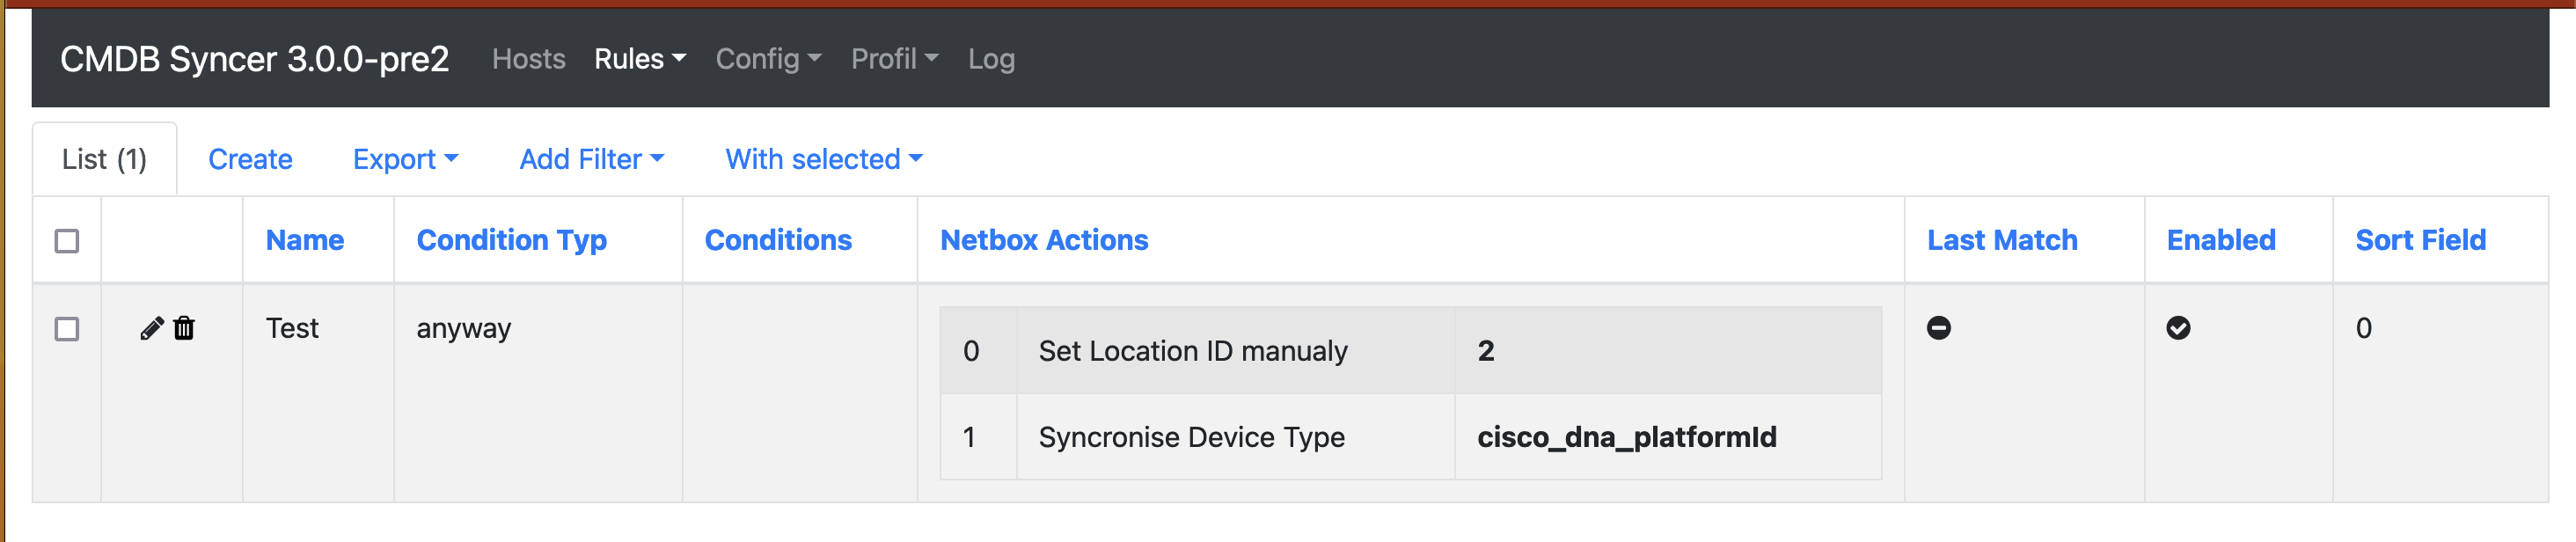 CMDB Syncer 3.0.0-pre2 Hosts Rules Config Profil Log
List (1) Create Export Add Filter With selected
Name Condition Typ Conditions Netbox Actions Last Match Enabled Sort Field
Test anyway 0
0 Set Location ID manualy 2
1 Syncronise Device Type cisco_dna_platformId